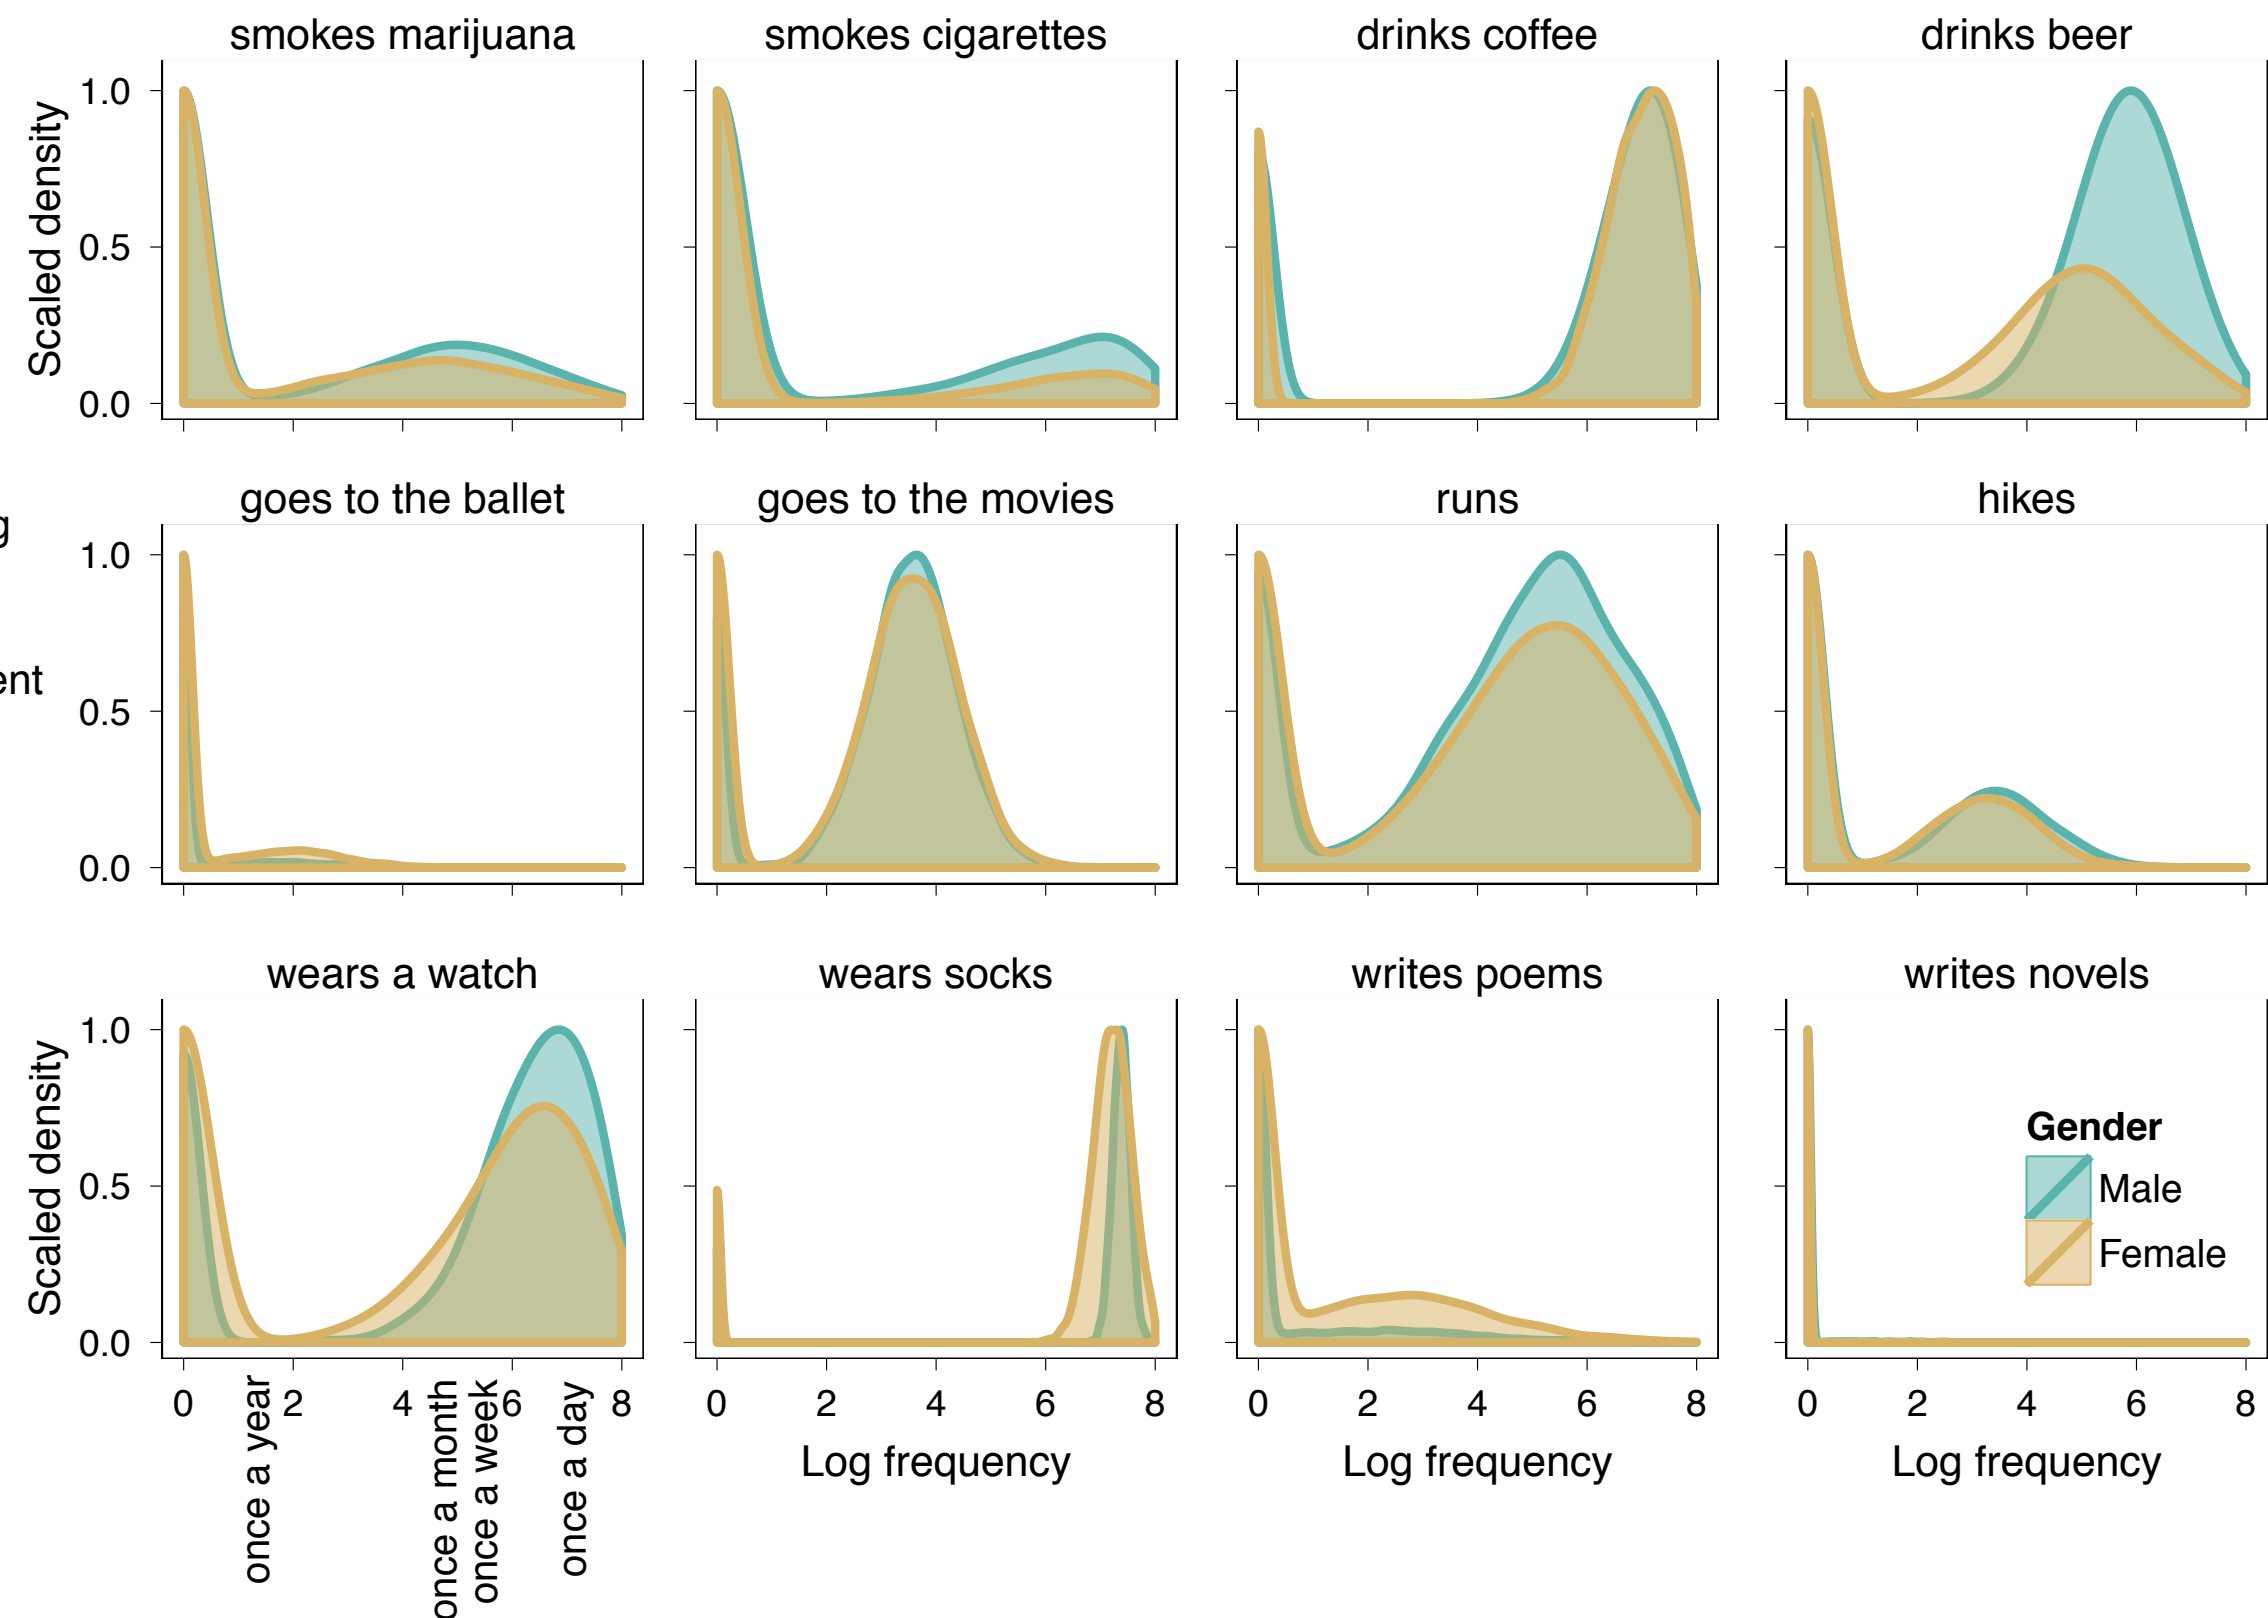 smokes marijuana smokes cigarettes drinks coffee drinks beer
Scaled density
1.0
0.5
0.0
goes to the ballet goes to the movies runs hikes
g
ent
1.0
0.5
0.0
wears a watch wears socks writes poems writes novels
Scaled density
1.0
0.5
0.0
Gender
Male
Female
0 2 4 6 8 0 2 4 6 8 0 2 4 6 8 0 2 4 6 8
once a year
once a month
once a week
once a day
Log frequency Log frequency Log frequency